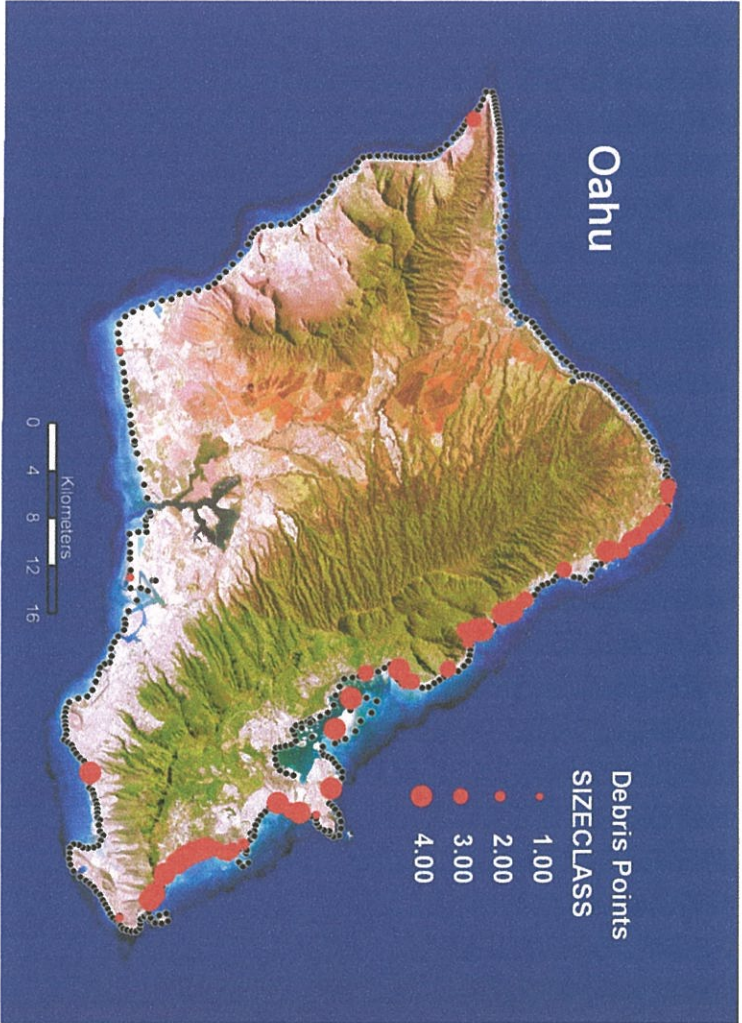 Oahu
Debris Points
SIZECLASS
1.00
2.00
3.00
4.00
Kilometers
0 4 8 12 16